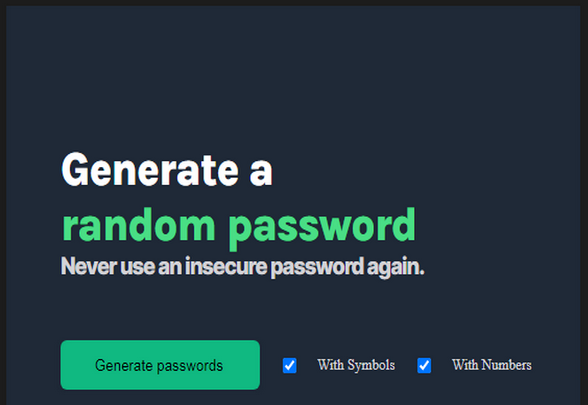 Generate a
random password
Never use an insecure password again.
Generate passwords With Symbols With Numbers